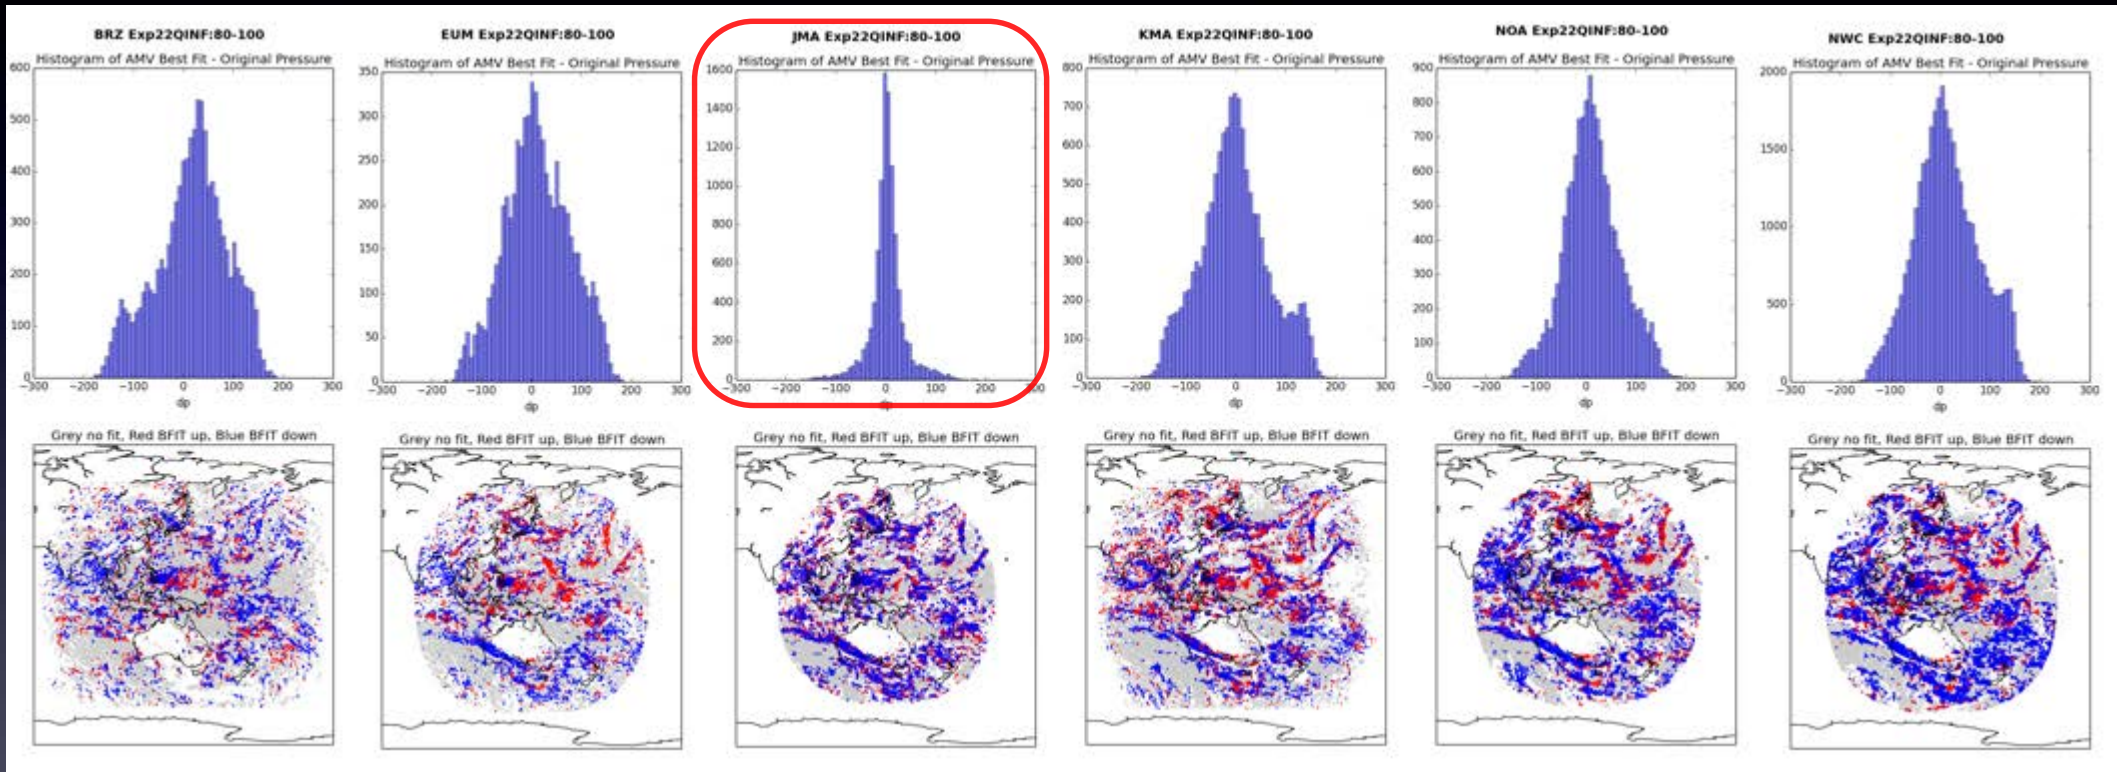 BRZ Exp22QINF:80-100
Histogram of AMV Best Fit - Original Pressure
600
500
400
300
200
100
0
−300 −200 −100 0 100 200 300
dp
Grey no fit, Red BFIT up, Blue BFIT down
EUM Exp22QINF:80-100
Histogram of AMV Best Fit - Original Pressure
350
300
250
200
150
100
50
0
−300 −200 −100 0 100 200 300
dp
Grey no fit, Red BFIT up, Blue BFIT down
JMA Exp22QINF:80-100
Histogram of AMV Best Fit - Original Pressure
1600
1400
1200
1000
800
600
400
200
0
−300 −200 −100 0 100 200 300
dp
Grey no fit, Red BFIT up, Blue BFIT down
KMA Exp22QINF:80-100
Histogram of AMV Best Fit - Original Pressure
800
700
600
500
400
300
200
100
0
−300 −200 −100 0 100 200 300
dp
Grey no fit, Red BFIT up, Blue BFIT down
NOA Exp22QINF:80-100
Histogram of AMV Best Fit - Original Pressure
900
800
700
600
500
400
300
200
100
0
−300 −200 −100 0 100 200 300
dp
Grey no fit, Red BFIT up, Blue BFIT down
NWC Exp22QINF:80-100
Histogram of AMV Best Fit - Original Pressure
2000
1500
1000
500
0
−300 −200 −100 0 100 200 300
dp
Grey no fit, Red BFIT up, Blue BFIT down